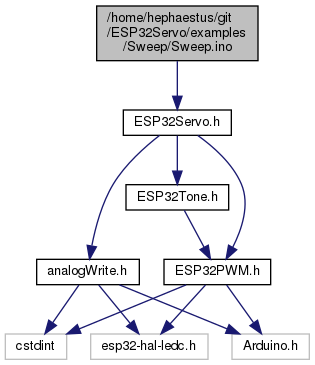 /home/hephaestus/git
/ESP32Servo/examples
/Sweep/Sweep.ino
ESP32Servo.h
ESP32Tone.h
analogWrite.h
ESP32PWM.h
cstdint
esp32-hal-ledc.h
Arduino.h